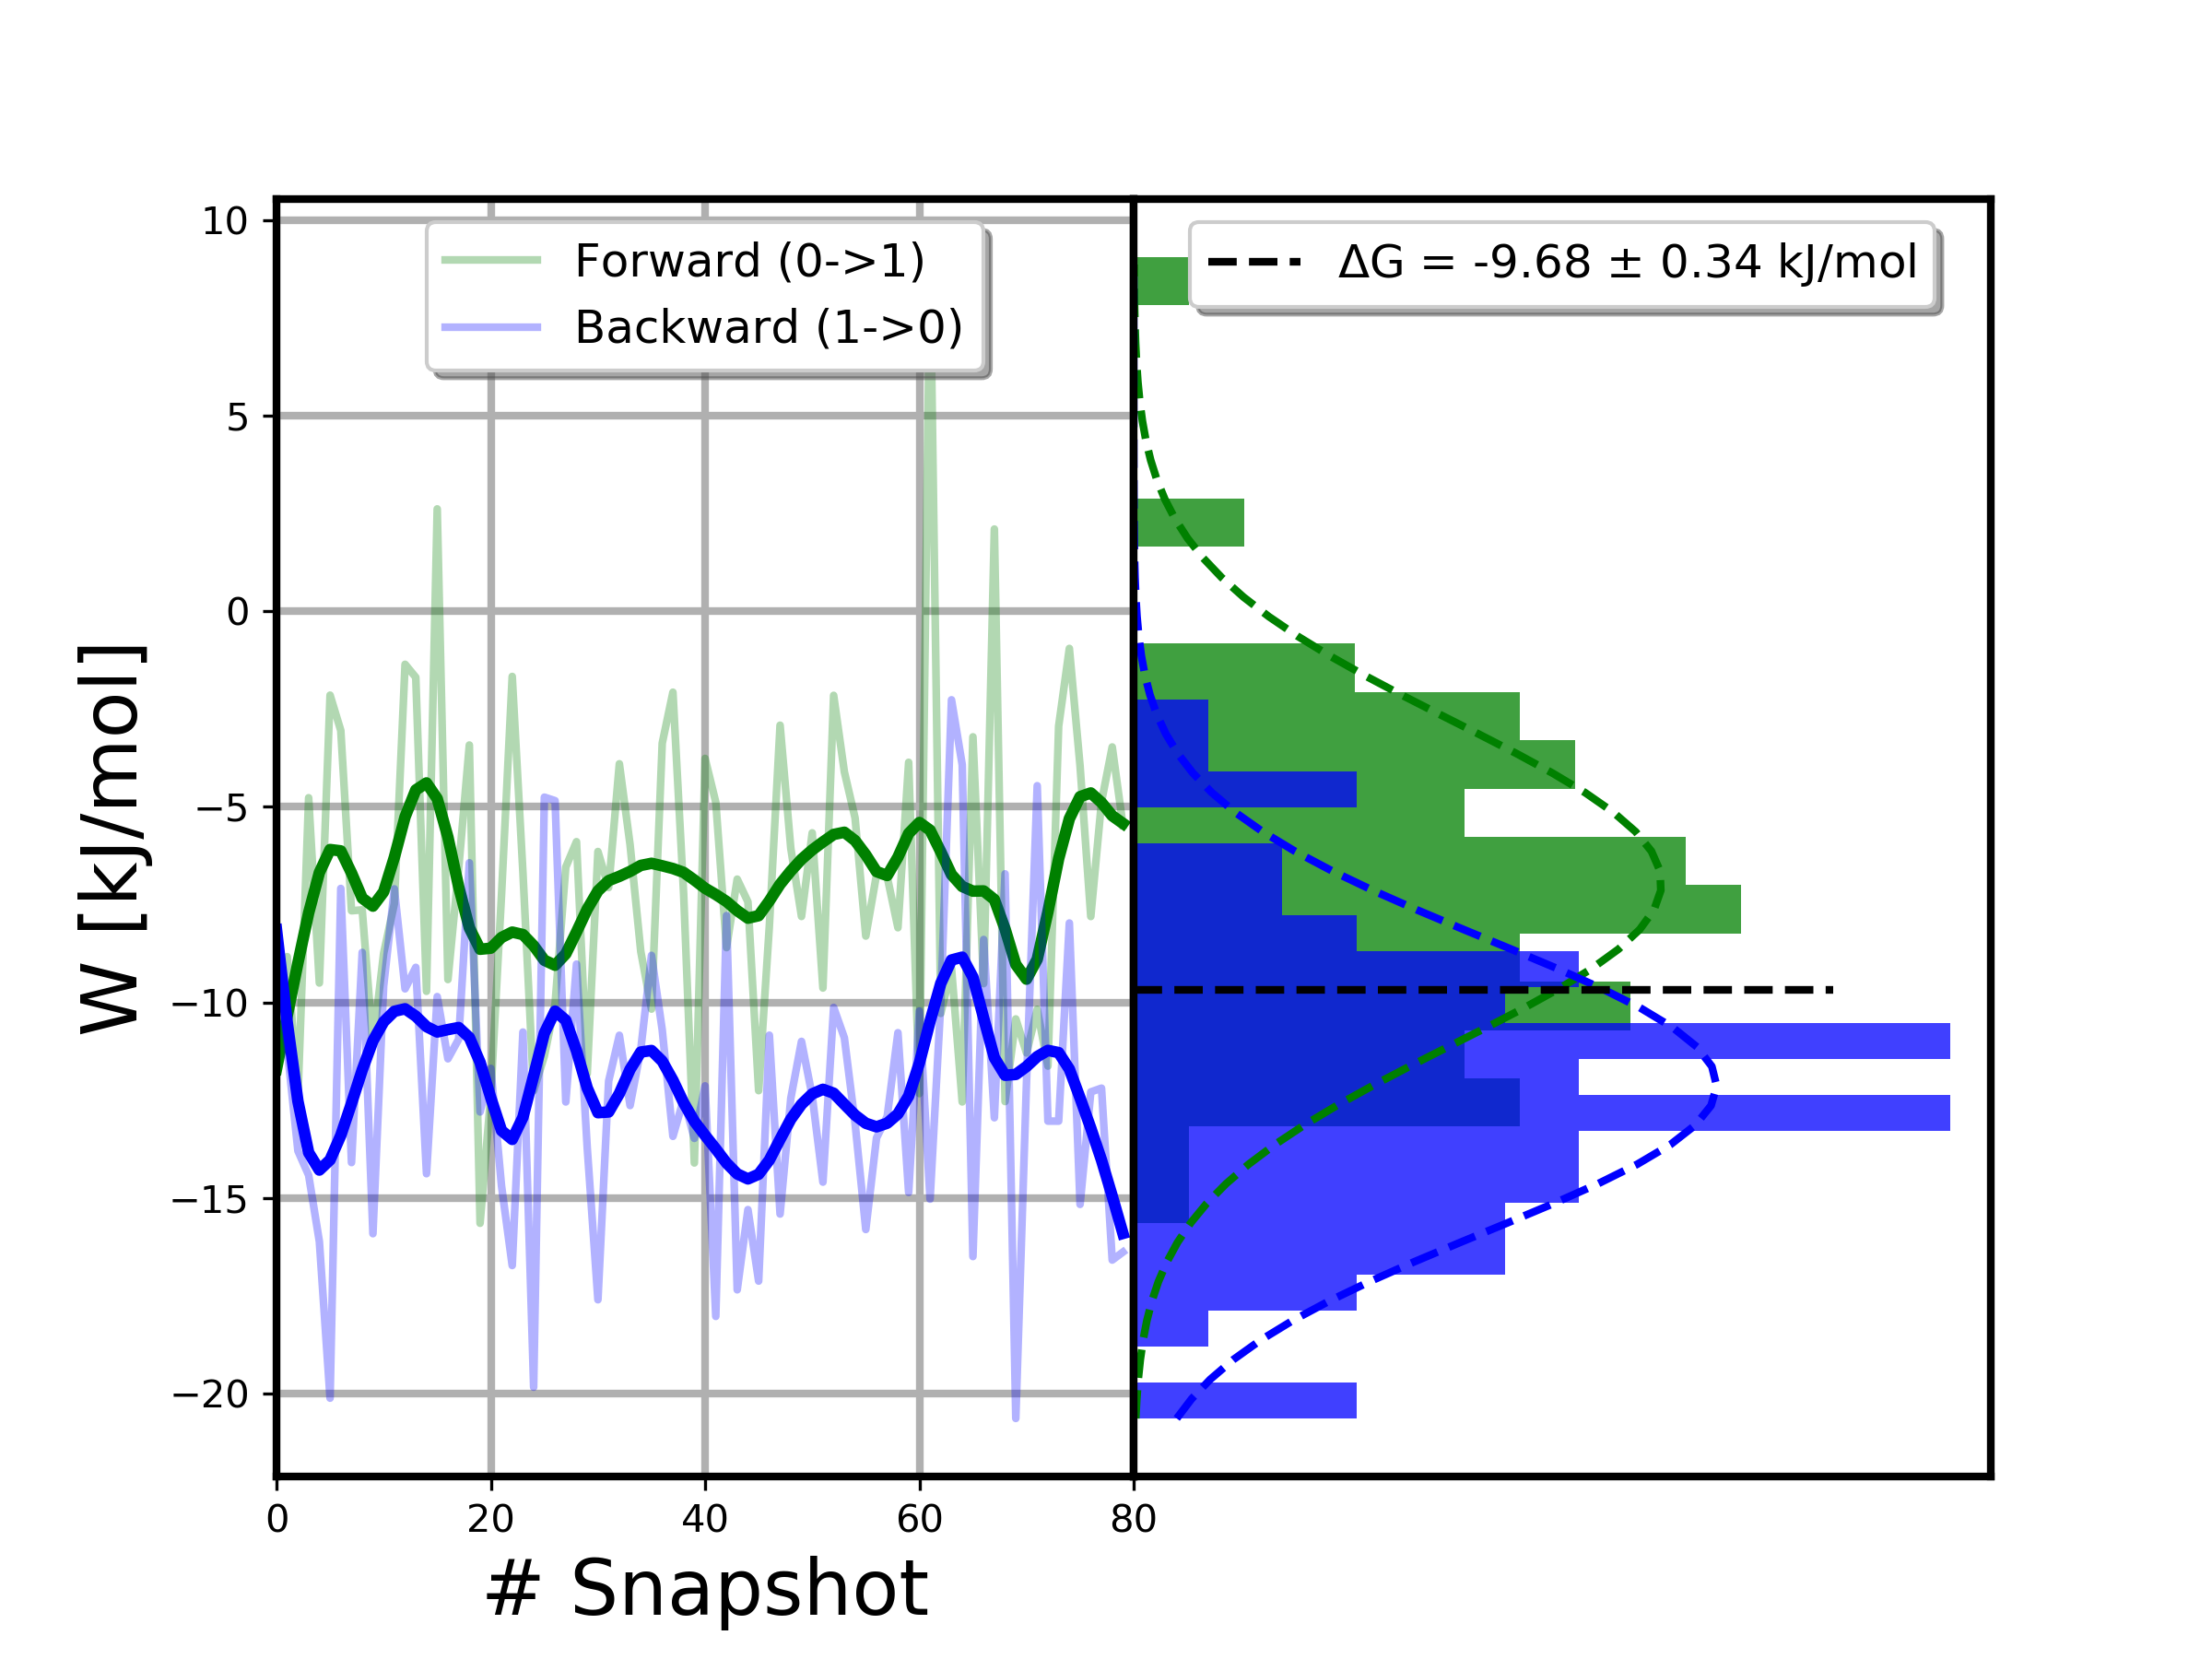 10
5
0
−5
−10
−15
−20
W [kJ/mol]
Forward (0->1)
Backward (1->0)
ΔG = -9.68 ± 0.34 kJ/mol
0 20 40 60 80
# Snapshot